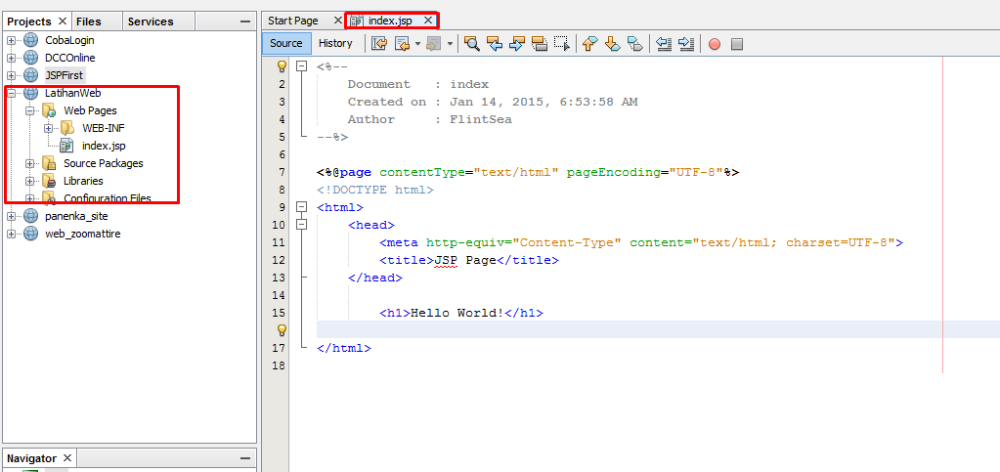 Projects Files Services
CobaLogin
DCCOnline
JSPFirst
LatihanWeb
Web Pages
WEB-INF
index.jsp
Source Packages
Libraries
Configuration Files
panenka_site
web_zoomattire
Navigator
Start Page index.jsp
Source History
<%--
2 Document : index
3 Created on : Jan 14, 2015, 6:53:58 AM
4 Author : FlintSea
5 --%>
6
7 <%@page contentType="text/html" pageEncoding="UTF-8"%>
8 <!DOCTYPE html>
9 <html>
10 <head>
11 <meta http-equiv="Content-Type" content="text/html; charset=UTF-8">
12 <title>JSP Page</title>
13 </head>
14
15 <h1>Hello World!</h1>
17 </html>
18